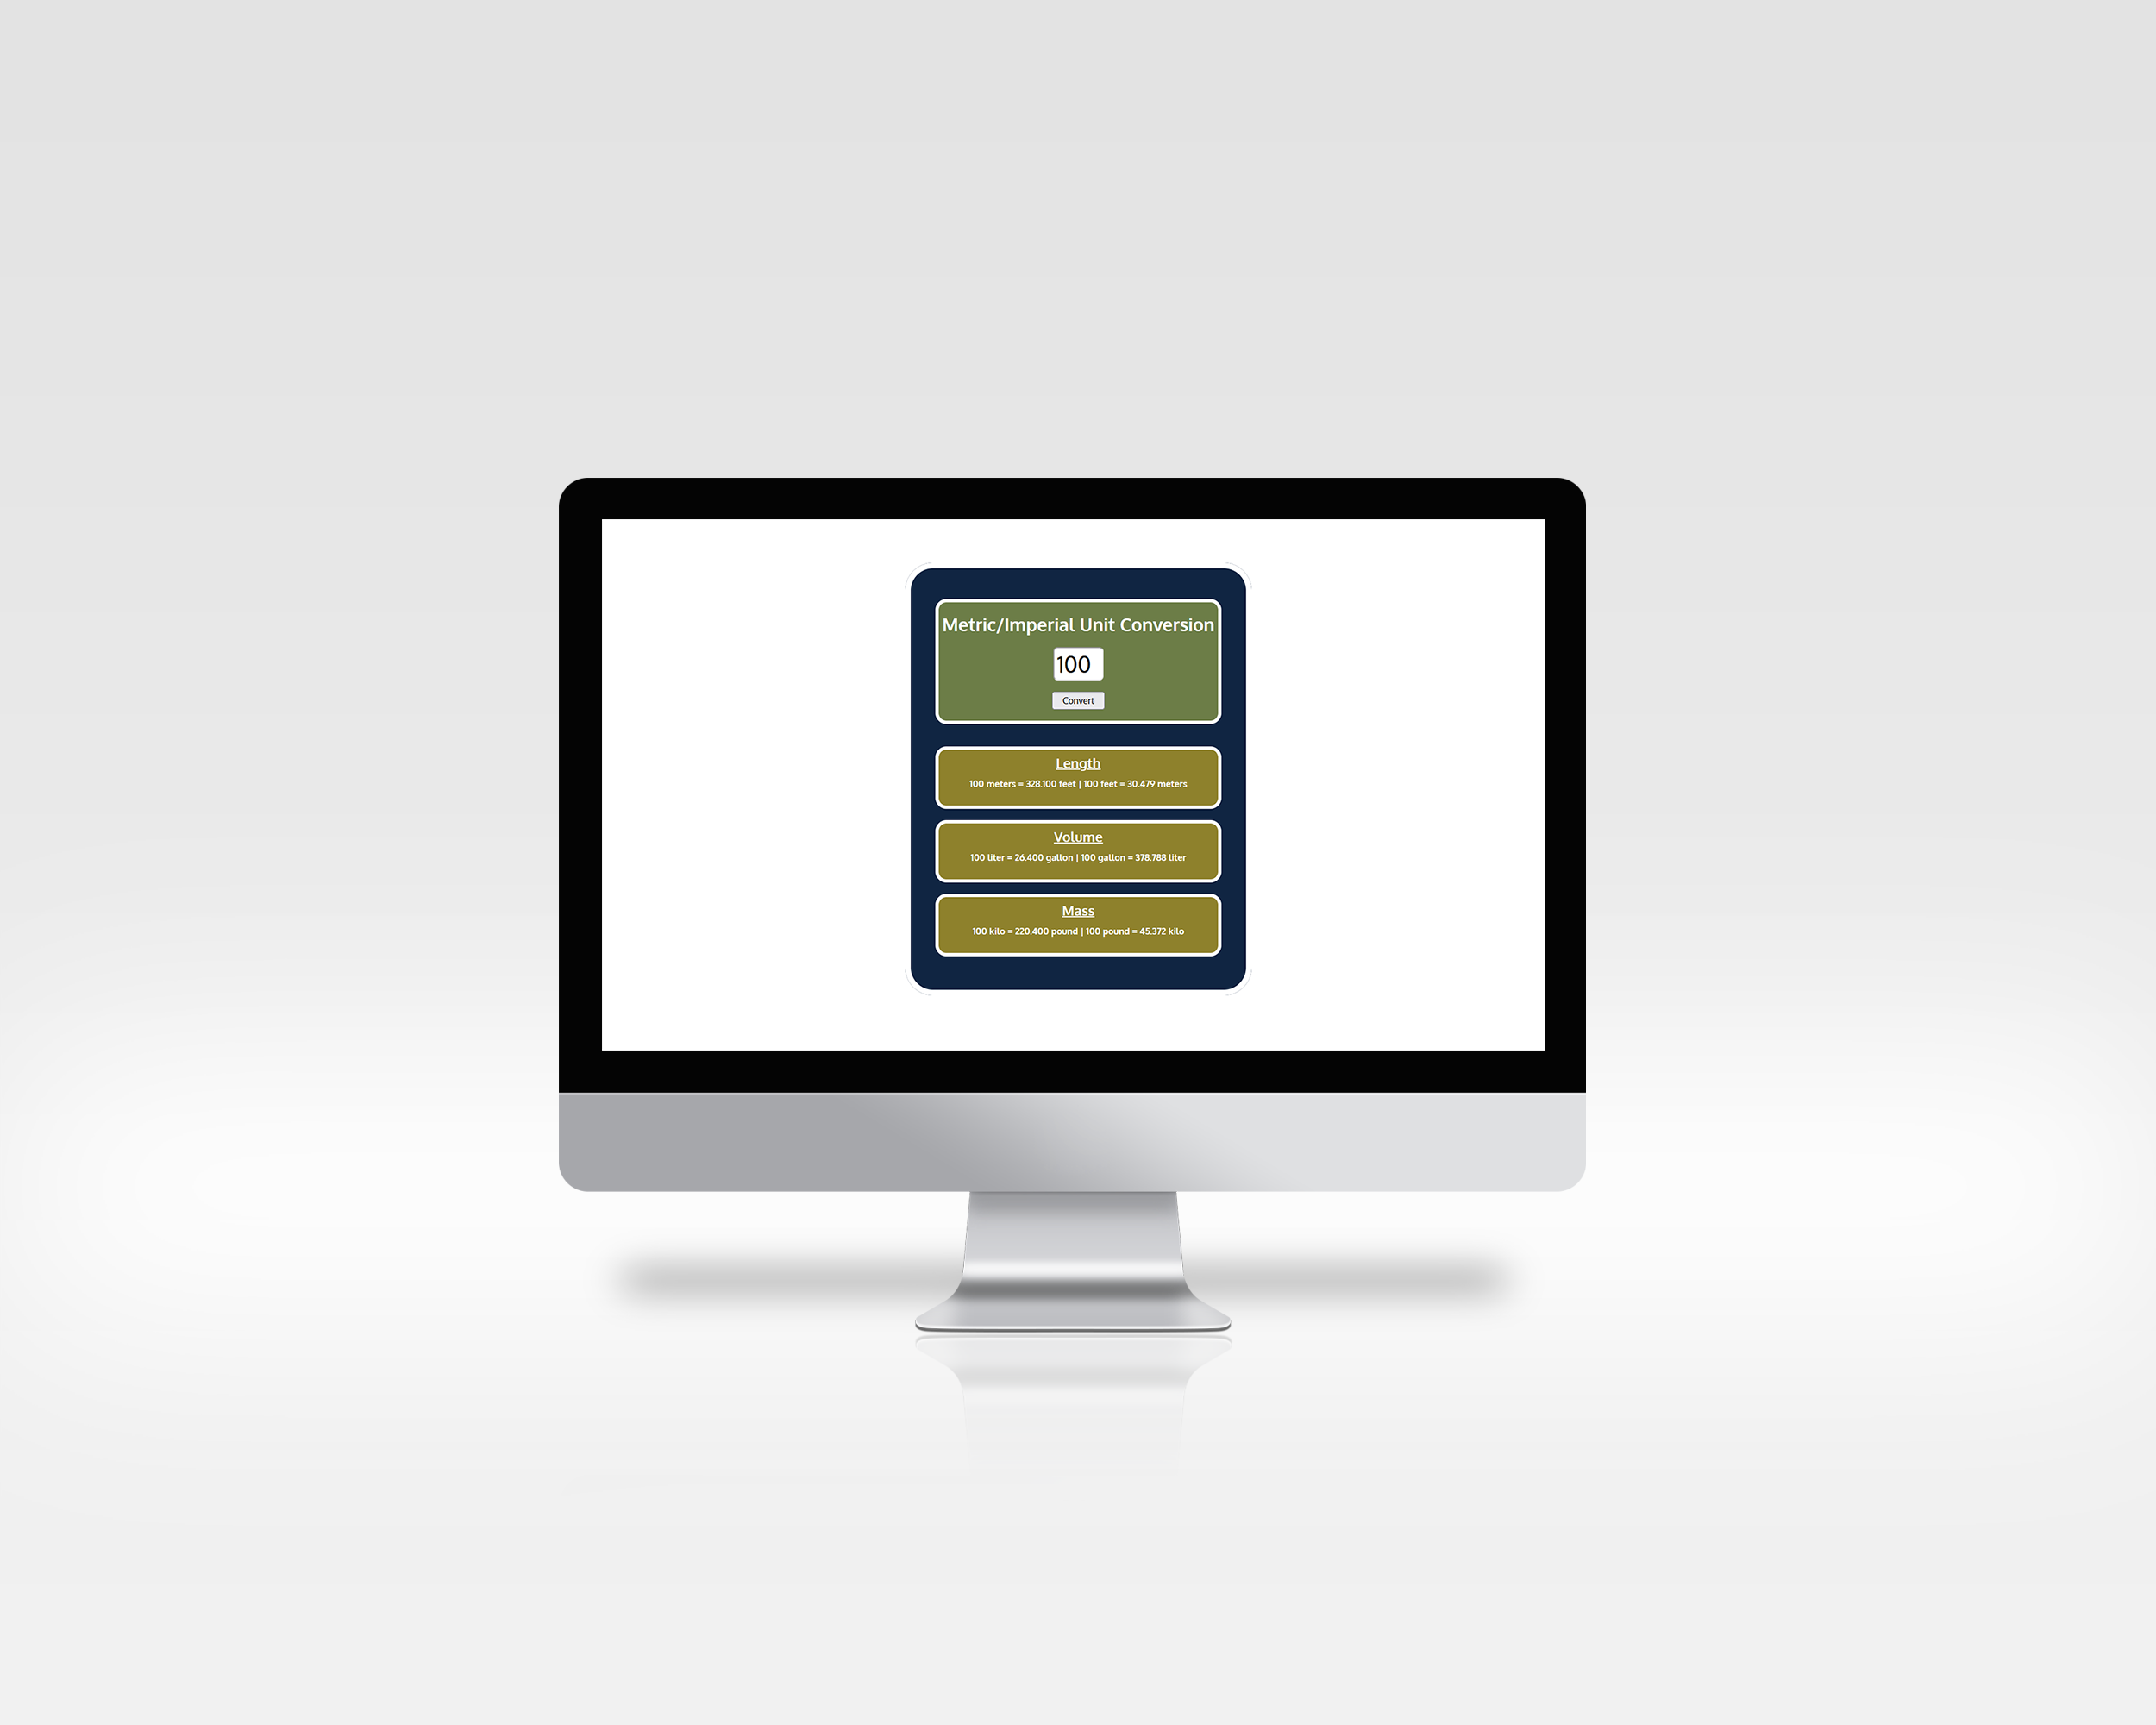 Metric/Imperial Unit Conversion
100
Convert
Length
100 meters = 328.100 feet | 100 feet = 30.479 meters
Volume
100 liter = 26.400 gallon | 100 gallon = 378.788 liter
Mass
100 kilo = 220.400 pound | 100 pound = 45.372 kilo